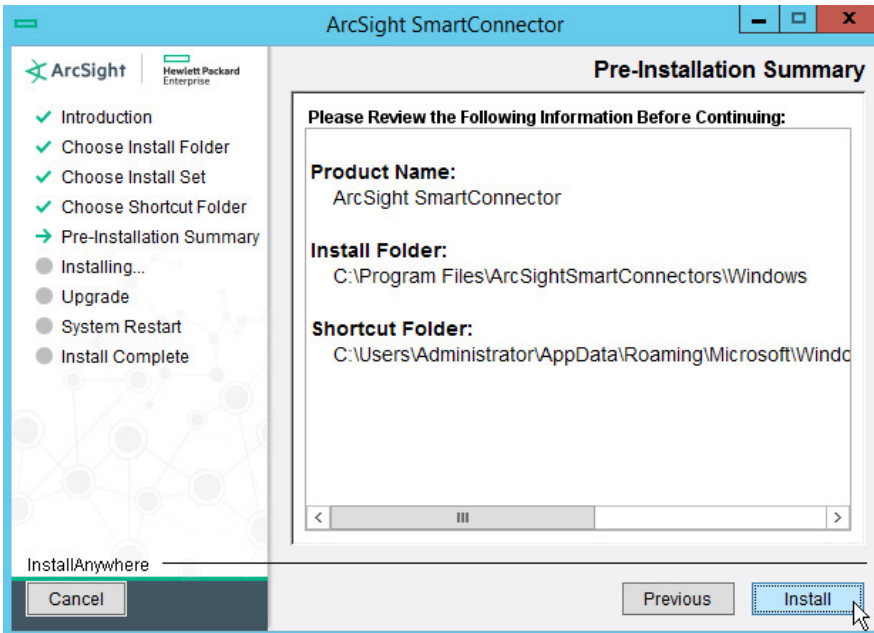 ArcSight SmartConnector
ArcSight
Hewlett Packard
Enterprise
Pre-Installation Summary
Introduction
Choose Install Folder
Choose Install Set
Choose Shortcut Folder
Pre-Installation Summary
Installing...
Upgrade
System Restart
Install Complete
Please Review the Following Information Before Continuing:
Product Name:
ArcSight SmartConnector
Install Folder:
C:\Program Files\ArcSightSmartConnectors\Windows
Shortcut Folder:
C:\Users\Administrator\AppData\Roaming\Microsoft\Windo
InstallAnywhere
Cancel
Previous
Install